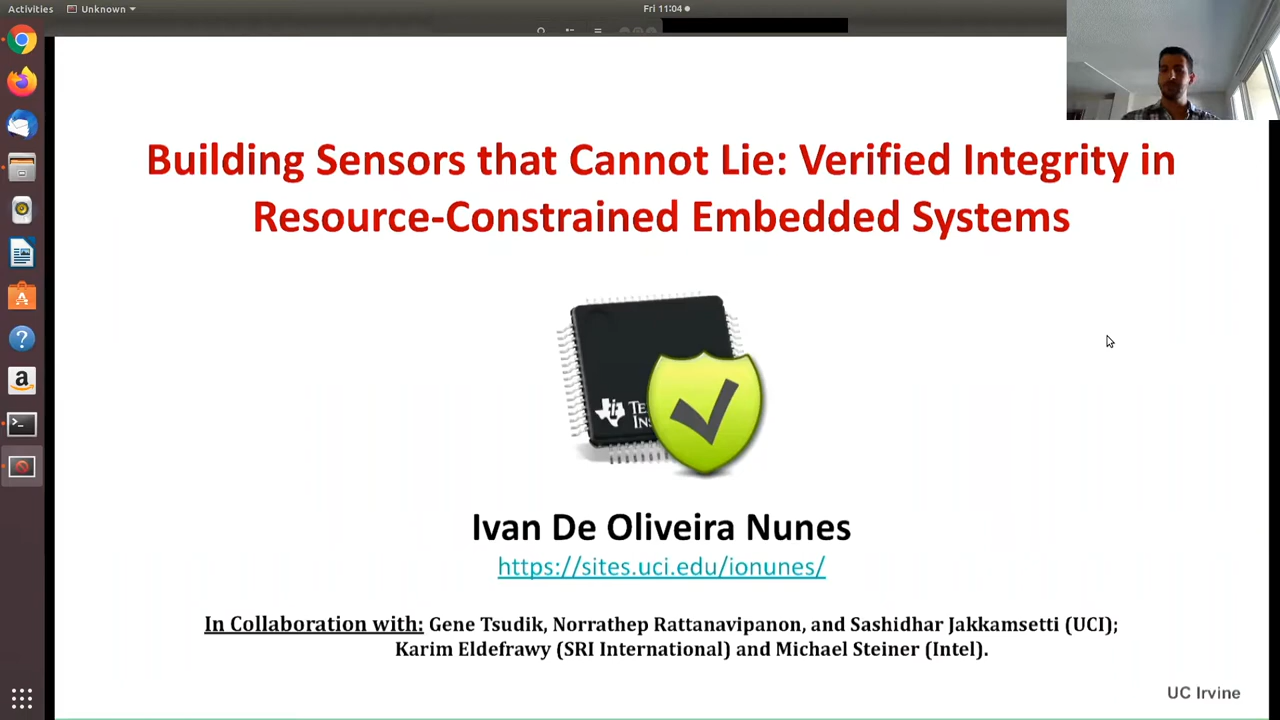 Activities
Unknown
Fri 11:04
Building Sensors that Cannot Lie: Verified Integrity in
Resource-Constrained Embedded Systems
Ivan De Oliveira Nunes
https://sites.uci.edu/ionunes/
In Collaboration with: Gene Tsudik, Norrathep Rattanavipanon, and Sashidhar Jakkamsetti (UCI);
Karim Eldefrawy (SRI International) and Michael Steiner (Intel).
UC Irvine